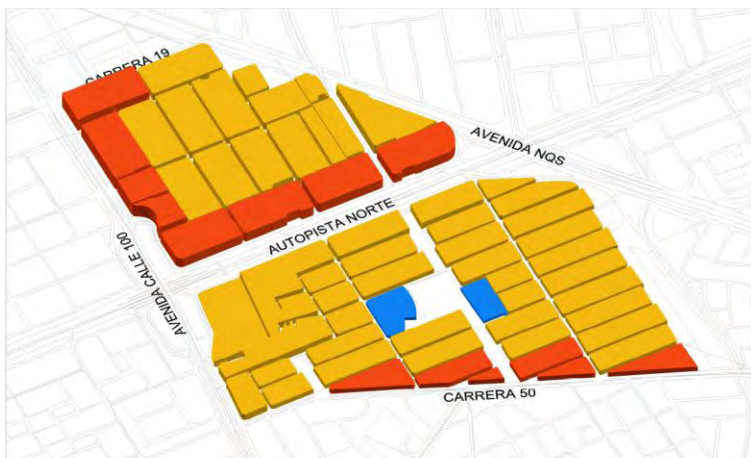 CARRERA 19
AVENIDA NQS
AUTOPISTA NORTE
AVENIDA CALLE 100
CARRERA 50